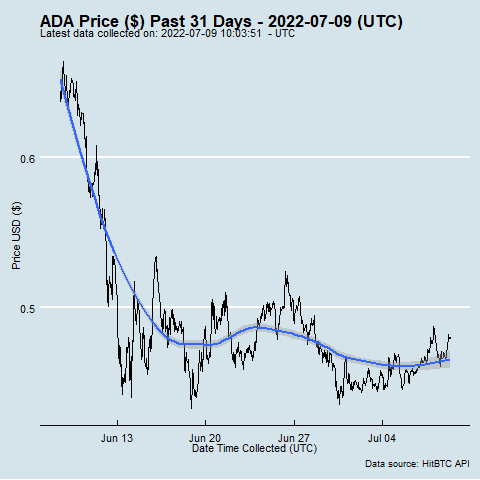 ADA Price ($) Past 31 Days - 2022-07-09 (UTC)
Latest data collected on: 2022-07-09 10:03:51 - UTC
0.6
0.5
Price USD ($)
Jun 13 Jun 20 Jun 27 Jul 04
Date Time Collected (UTC)
Data source: HitBTC API